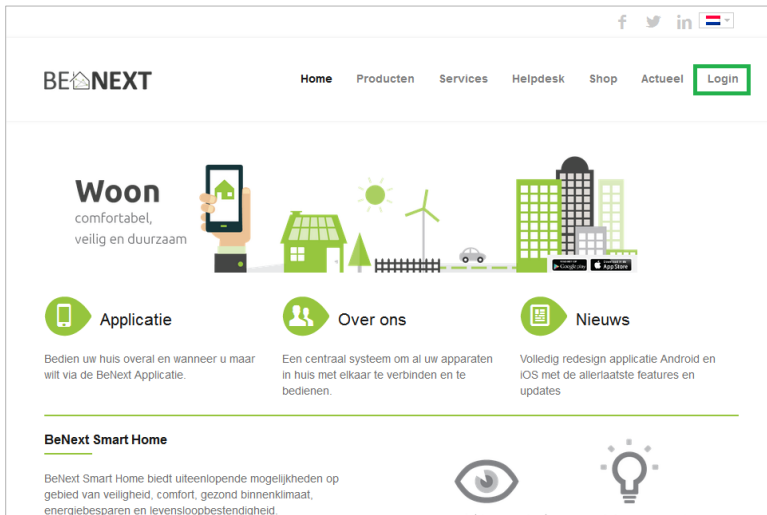 BENEXT
Home Producten Services Helpdesk Shop Actueel Login
Woon
comfortabel,
veilig en duurzaam
Google play
App Store
Applicatie
Bedien uw huis overal en wanneer u maar
wilt via de BeNext Applicatie.
Over ons
Een centraal systeem om al uw apparaten
in huis met elkaar te verbinden en te
bedienen.
Nieuws
Volledig redesign applicatie Android en
iOS met de allerlaatste features en
updates
BeNext Smart Home
BeNext Smart Home biedt uiteenlopende mogelijkheden op
gebied van veiligheid, comfort, gezond binnenklimaat,
energiebesparen en levensloopbestendigheid.